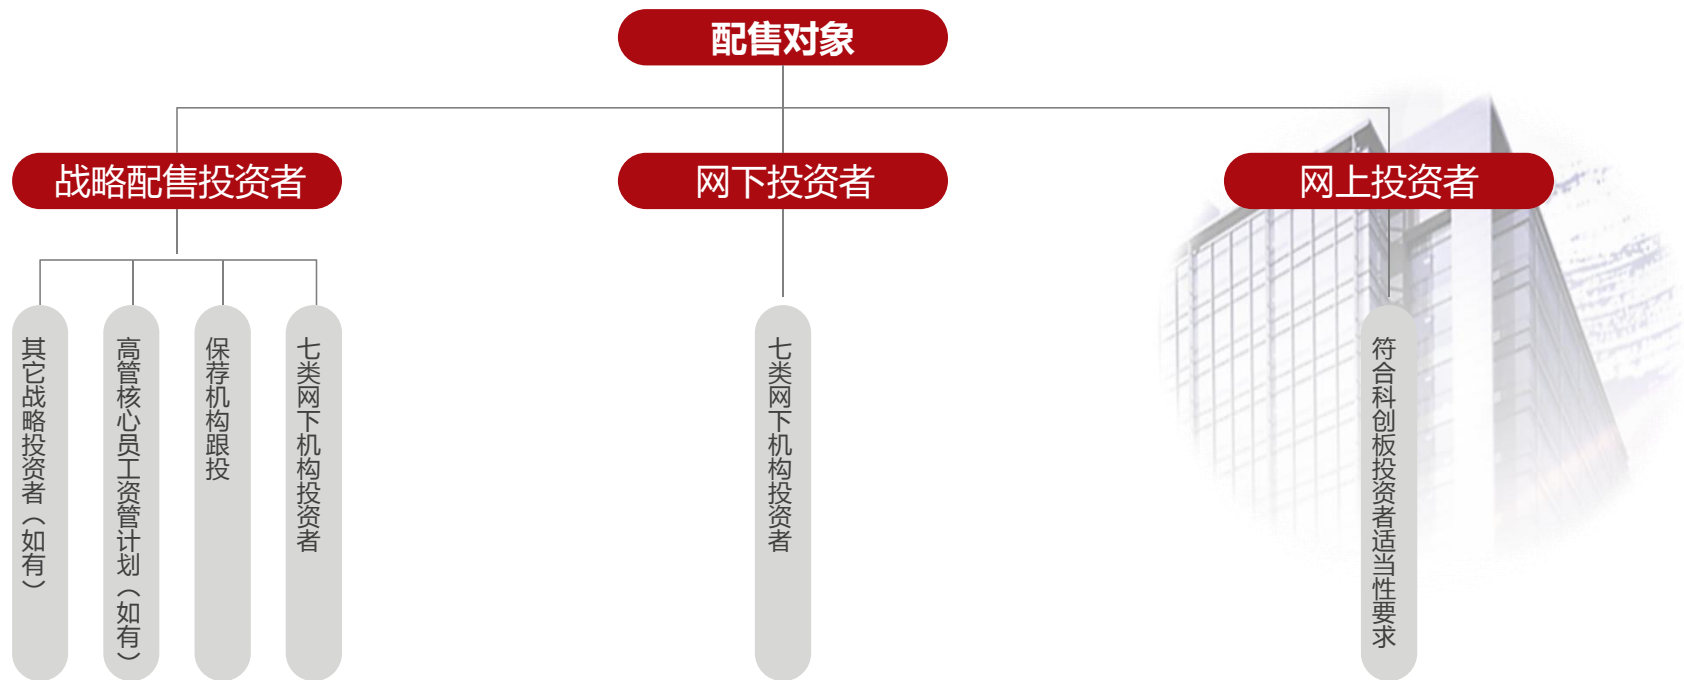 配售对象
战略配售投资者
网下投资者
网上投资者
其它战略投资者（如有）
高管核心员工资管计划（如有）
保荐机构跟投
七类网下机构投资者
七类网下机构投资者
符合科创板投资者适当性要求